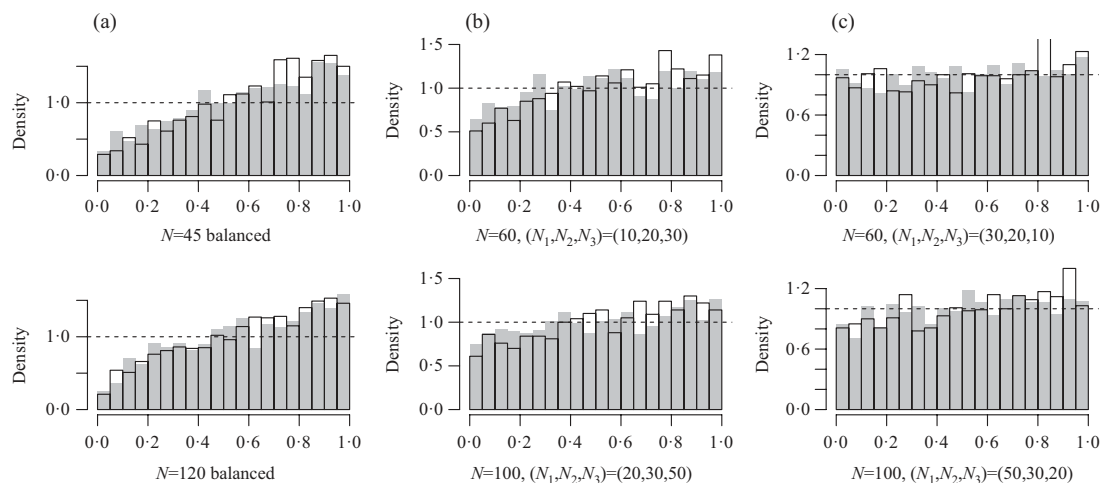 (a) (b) (c)
Density
1·0
0·0
0·0 0·2 0·4 0·6 0·8 1·0
N=45 balanced
Density
1·5
1·0
0·5
0·0
0·0 0·2 0·4 0·6 0·8 1·0
N=60, (N₁,N₂,N₃)=(10,20,30)
Density
1·2
1·0
0·6
0·0
0·0 0·2 0·4 0·6 0·8 1·0
N=60, (N₁,N₂,N₃)=(30,20,10)
Density
1·0
0·0
0·0 0·2 0·4 0·6 0·8 1·0
N=120 balanced
Density
1·5
1·0
0·5
0·0
0·0 0·2 0·4 0·6 0·8 1·0
N=100, (N₁,N₂,N₃)=(20,30,50)
Density
1·2
1·0
0·6
0·0
0·0 0·2 0·4 0·6 0·8 1·0
N=100, (N₁,N₂,N₃)=(50,30,20)